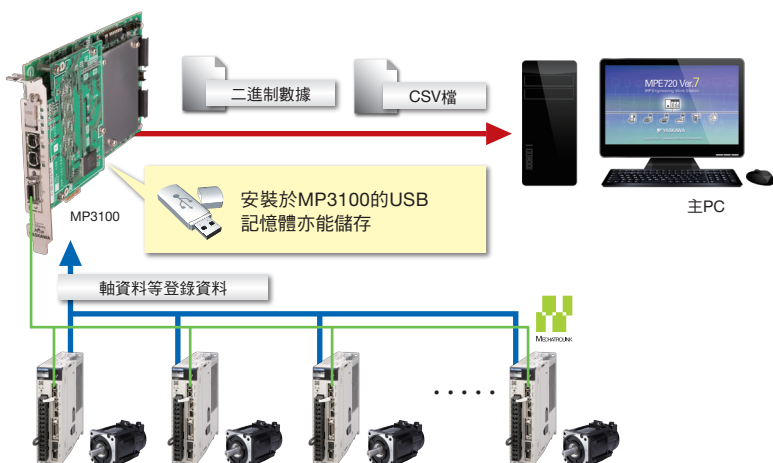 二進制數據
CSV檔
MPE720 Ver.7
YASKAWA
MP3100
安裝於MP3100的USB
記憶體亦能儲存
主PC
軸資料等登錄資料
MECHATROLINK